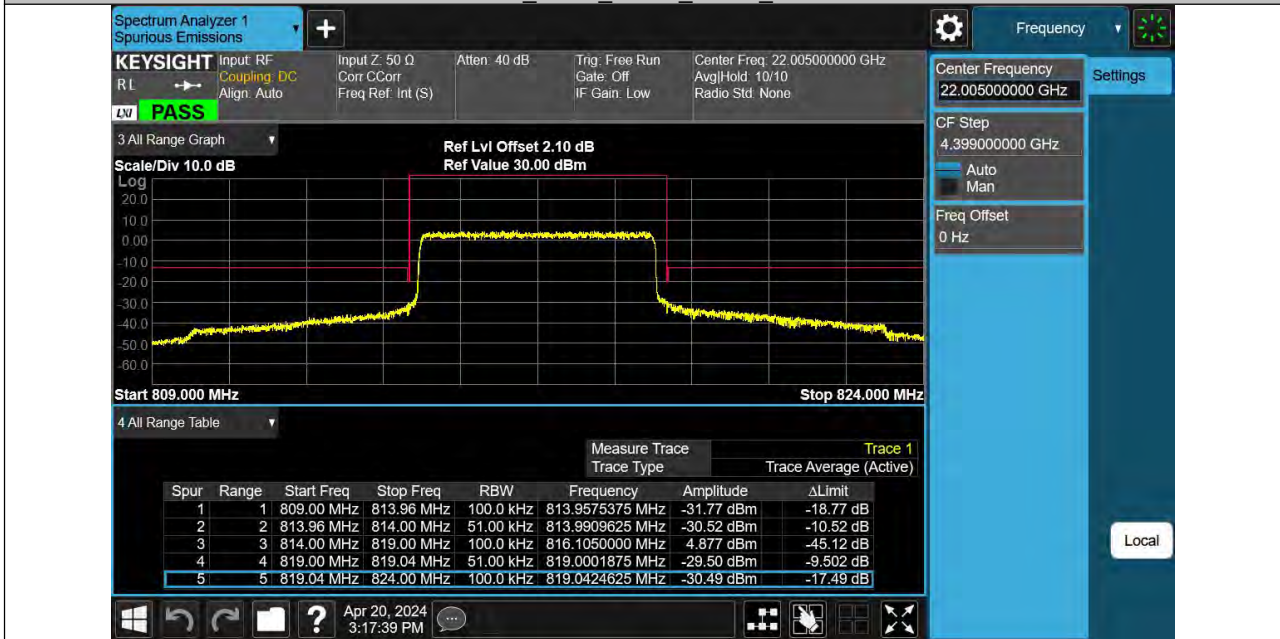 Spectrum Analyzer 1
Spurious Emissions
Frequency
KEYSIGHT Input: RF Input Z: 50 Ω Atten: 40 dB Trig: Free Run Center Freq: 22.005000000 GHz
RL Coupling: DC Corr CCorr Gate: Off Avg|Hold: 10/10
Align: Auto Freq Ref: Int (S) IF Gain: Low Radio Std: None
LXI PASS
Center Frequency
22.005000000 GHz
Settings
CF Step
4.399000000 GHz
Auto
Man
Freq Offset
0 Hz
3 All Range Graph
Ref Lvl Offset 2.10 dB
Scale/Div 10.0 dB Ref Value 30.00 dBm
Log
20.0
10.0
0.00
-10.0
-20.0
-30.0
-40.0
-50.0
-60.0
Start 809.000 MHz Stop 824.000 MHz
4 All Range Table
Measure Trace Trace 1
Trace Type Trace Average (Active)
Spur Range Start Freq Stop Freq RBW Frequency Amplitude ΔLimit
1 1 809.00 MHz 813.96 MHz 100.0 kHz 813.9575375 MHz -31.77 dBm -18.77 dB
2 2 813.96 MHz 814.00 MHz 51.00 kHz 813.9909625 MHz -30.52 dBm -10.52 dB
3 3 814.00 MHz 819.00 MHz 100.0 kHz 816.1050000 MHz 4.877 dBm -45.12 dB
4 4 819.00 MHz 819.04 MHz 51.00 kHz 819.0001875 MHz -29.50 dBm -9.502 dB
5 5 819.04 MHz 824.00 MHz 100.0 kHz 819.0424625 MHz -30.49 dBm -17.49 dB
Local
? Apr 20, 2024
3:17:39 PM